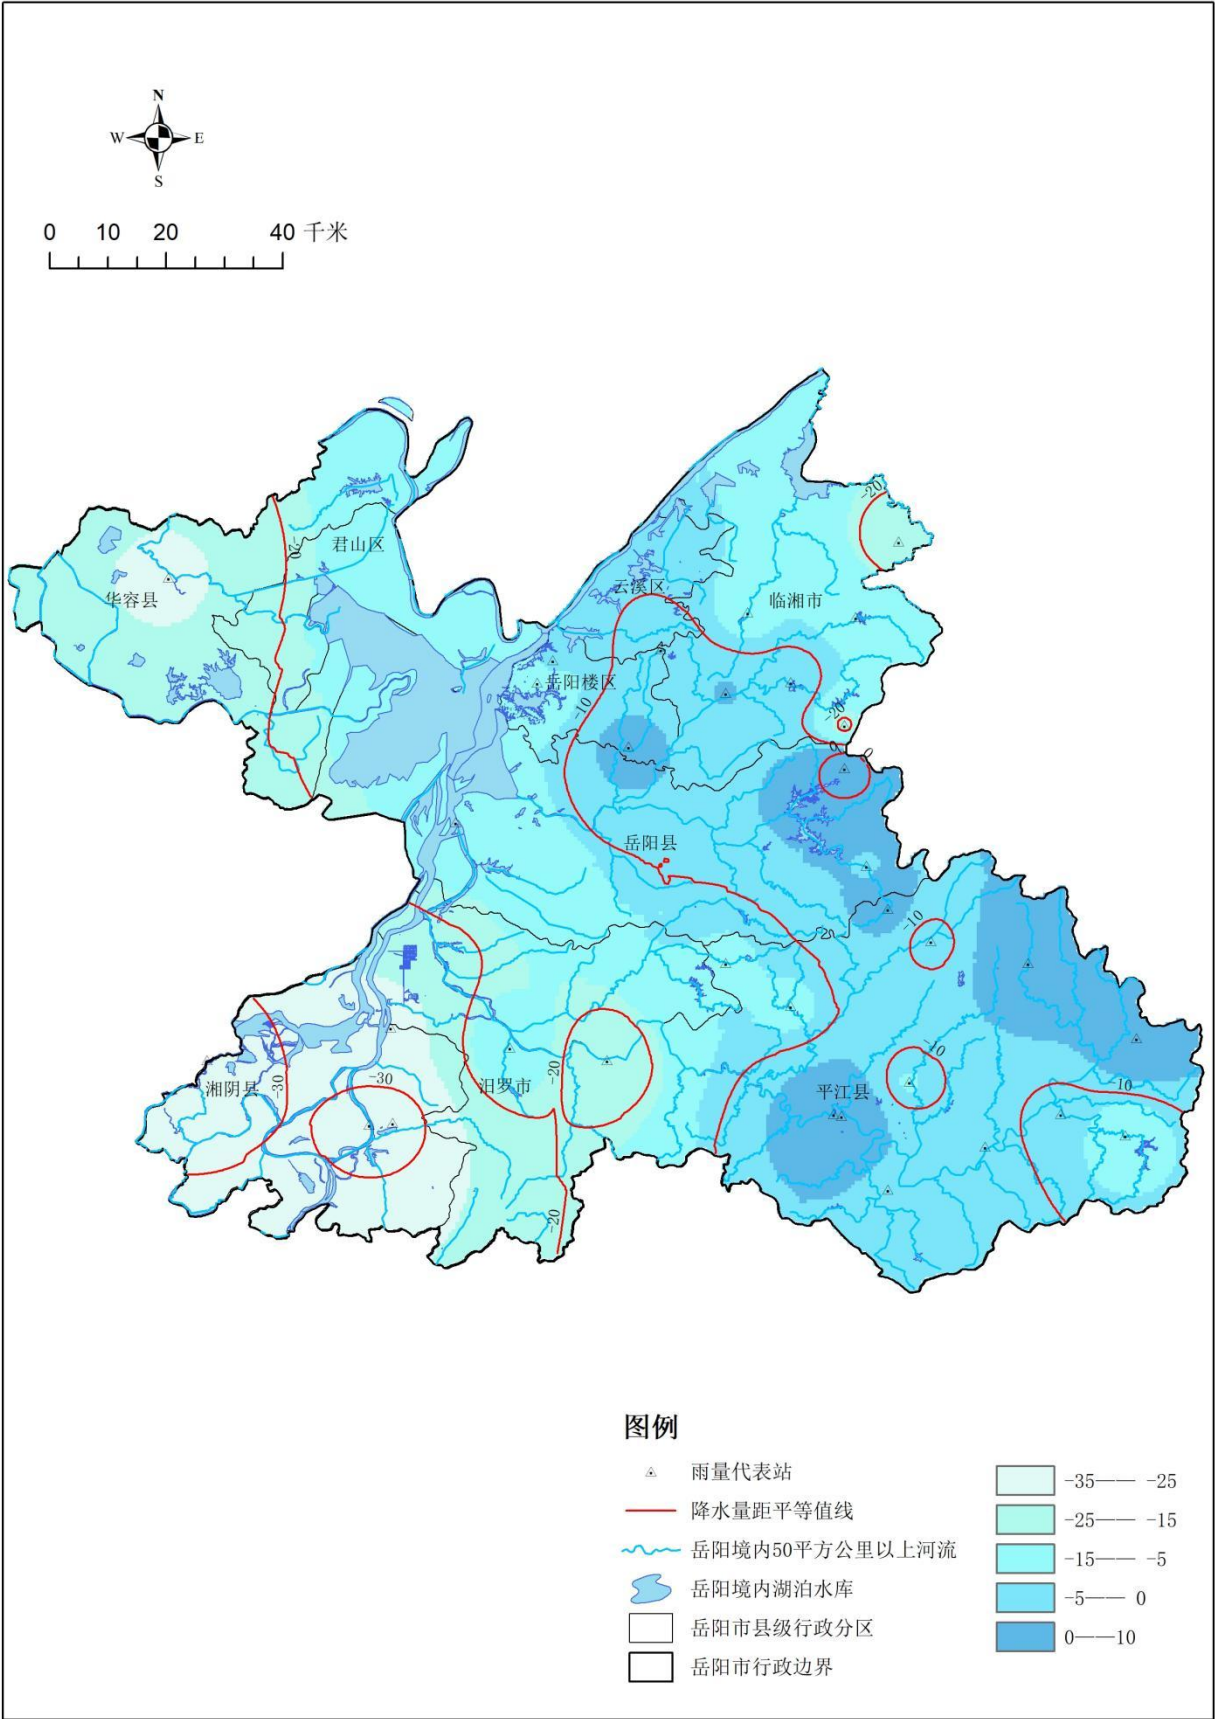 N
W E
S
0 10 20 40 千米
-20
君山区
-20
华容县
云溪区
临湘市
岳阳楼区
-10
-20
0
0
岳阳县
-10
-20
-10
-20
-30
-30
湘阴县
汨罗市
平江县
-10
-20
图例
雨量代表站
降水量距平等值线
岳阳境内50平方公里以上河流
岳阳境内湖泊水库
岳阳市县级行政分区
岳阳市行政边界
-35—— -25
-25—— -15
-15—— -5
-5—— 0
0——10